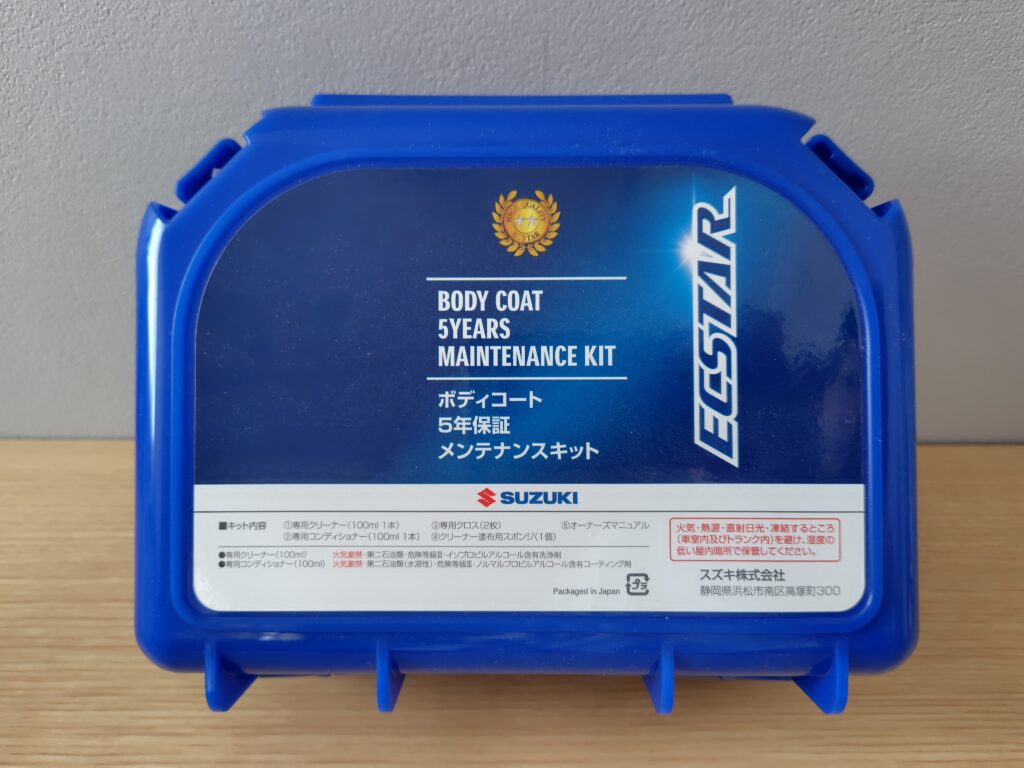 HIGH QUALITY
5 STAR
BODY COAT
5YEARS
MAINTENANCE KIT
ボディコート
5年保証
メンテナンスキット
ECSTAR
SUZUKI
■キット内容 ①専用クリーナー(100ml 1本) ③専用クロス(2枚) ⑤オーナーズマニュアル
②専用コンディショナー(100ml 1本) ④クリーナー塗布用スポンジ(1個)
●専用クリーナー(100ml) 火気厳禁・第二石油類・危険等級Ⅲ・イソプロピルアルコール含有洗浄剤
●専用コンディショナー(100ml) 火気厳禁・第二石油類(水溶性)・危険等級Ⅲ・ノルマルプロピルアルコール含有コーティング剤
Packaged in Japan プラ
火気・熱源・直射日光・凍結するところ
(車室内及びトランク内)を避け、湿度の
低い屋内暗所で保管してください。
スズキ株式会社
静岡県浜松市南区高塚町300